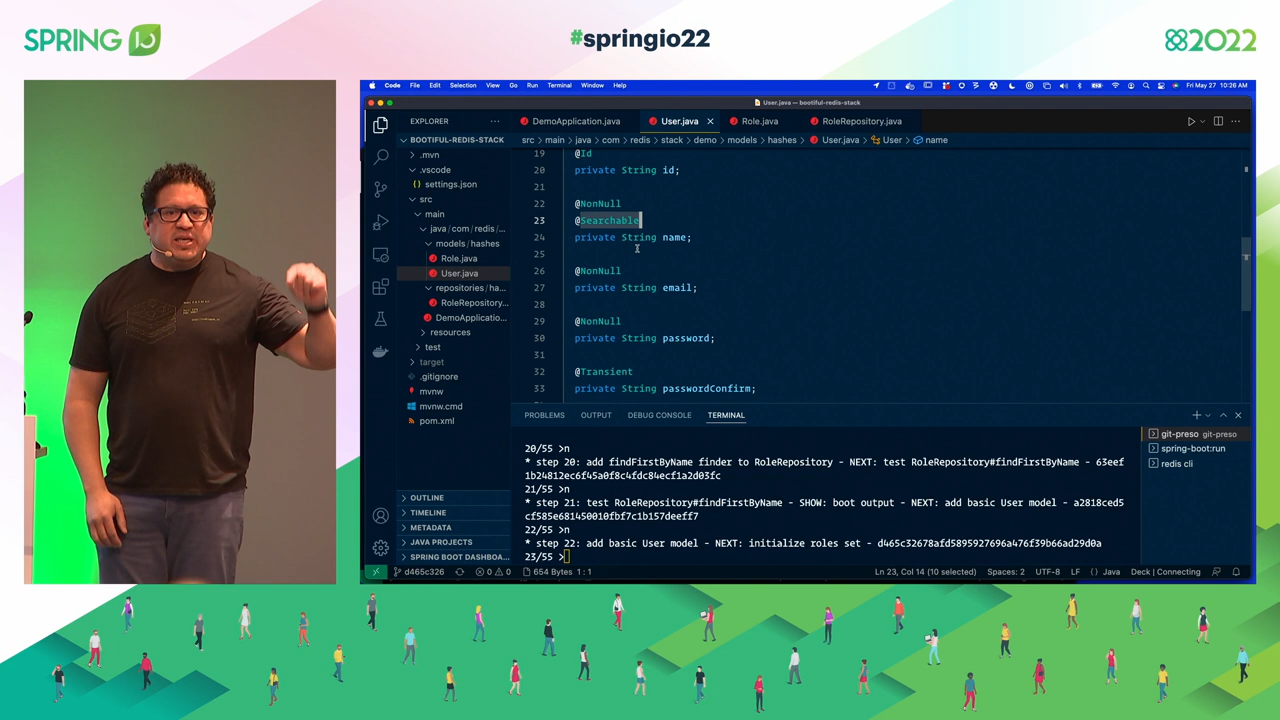 SPRING IO
#springio22
2022
Code File Edit Selection View Go Run Terminal Window Help
Fri May 27 10:26 AM
User.java — bootiful-redis-stack
EXPLORER
DemoApplication.java
User.java
Role.java
RoleRepository.java
BOOTIFUL-REDIS-STACK
src > main > java > com > redis > stack > demo > models > hashes > User.java > User > name
.mvn
.vscode
settings.json
src
main
java/com/redis/...
models/hashes
Role.java
User.java
repositories/ha...
RoleRepository...
DemoApplicatio...
resources
test
target
.gitignore
mvnw
mvnw.cmd
pom.xml
OUTLINE
TIMELINE
METADATA
JAVA PROJECTS
SPRING BOOT DASHBOA...
19 @Id
20 private String id;
21
22 @NonNull
23 @Searchable
24 private String name;
25
26 @NonNull
27 private String email;
28
29 @NonNull
30 private String password;
31
32 @Transient
33 private String passwordConfirm;
PROBLEMS OUTPUT DEBUG CONSOLE TERMINAL
20/55 >n
* step 20: add findFirstByName finder to RoleRepository - NEXT: test RoleRepository#findFirstByName - 63eef
1b24812ec6f45a0f8c4fdc84ecf1a2d03fc
21/55 >n
* step 21: test RoleRepository#findFirstByName - SHOW: boot output - NEXT: add basic User model - a2818ced5
cf585e681450010fbf7c1b157deeff7
22/55 >n
* step 22: add basic User model - NEXT: initialize roles set - d465c32678afd5895927696a476f39b66ad29d0a
23/55 >
git-preso git-preso
spring-boot:run
redis cli
d465c326
0 0
654 Bytes 1 : 1
Ln 23, Col 14 (10 selected) Spaces: 2 UTF-8 LF {} Java Deck | Connecting